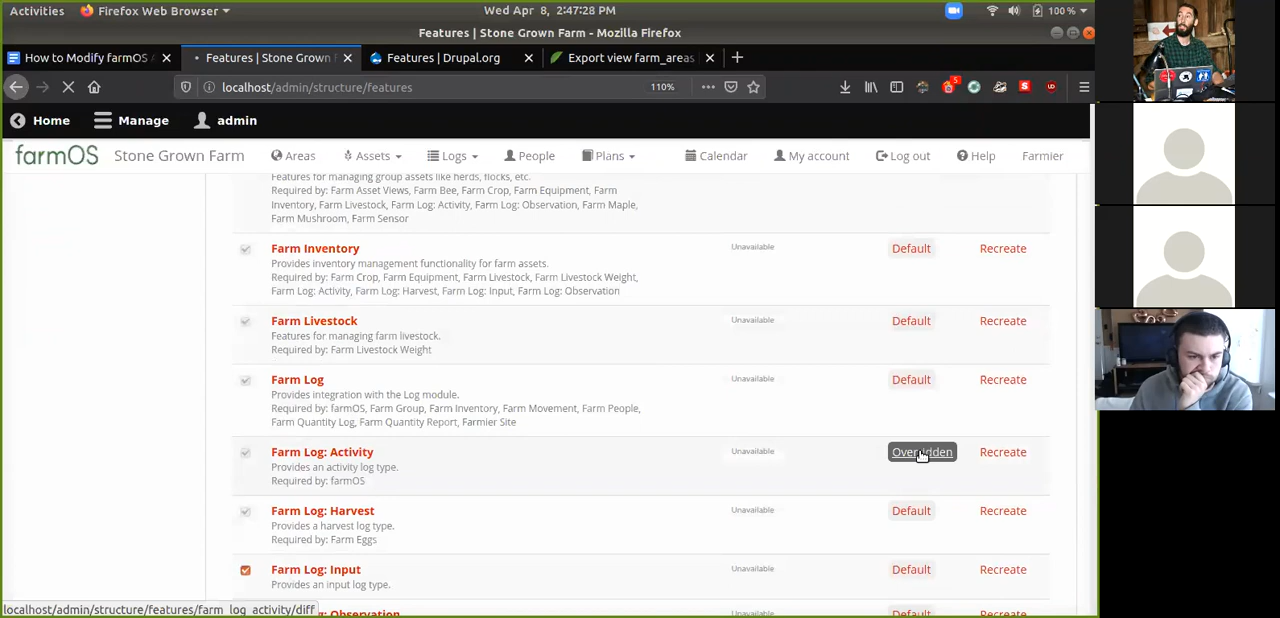 Activities Firefox Web Browser Wed Apr 8, 2:47:28 PM 100 %
Features | Stone Grown Farm - Mozilla Firefox
How to Modify farmOS Features | Stone Grown Features | Drupal.org Export view farm_areas
localhost/admin/structure/features 110%
Home Manage admin
farmOS Stone Grown Farm Areas Assets Logs People Plans Calendar My account Log out Help Farmier
Features for managing group assets like herds, flocks, etc.
Required by: Farm Asset Views, Farm Bee, Farm Crop, Farm Equipment, Farm
Inventory, Farm Livestock, Farm Log: Activity, Farm Log: Observation, Farm Maple,
Farm Mushroom, Farm Sensor
Farm Inventory Unavailable Default Recreate
Provides inventory management functionality for farm assets.
Required by: Farm Crop, Farm Equipment, Farm Livestock, Farm Livestock Weight,
Farm Log: Activity, Farm Log: Harvest, Farm Log: Input, Farm Log: Observation
Farm Livestock Unavailable Default Recreate
Features for managing farm livestock.
Required by: Farm Livestock Weight
Farm Log Unavailable Default Recreate
Provides integration with the Log module.
Required by: farmOS, Farm Group, Farm Inventory, Farm Movement, Farm People,
Farm Quantity Log, Farm Quantity Report, Farmier Site
Farm Log: Activity Unavailable Overridden Recreate
Provides an activity log type.
Required by: farmOS
Farm Log: Harvest Unavailable Default Recreate
Provides a harvest log type.
Required by: Farm Eggs
Farm Log: Input Unavailable Default Recreate
Provides an input log type.
Log: Observation Unavailable Default Recreate
localhost/admin/structure/features/farm_log_activity/diff